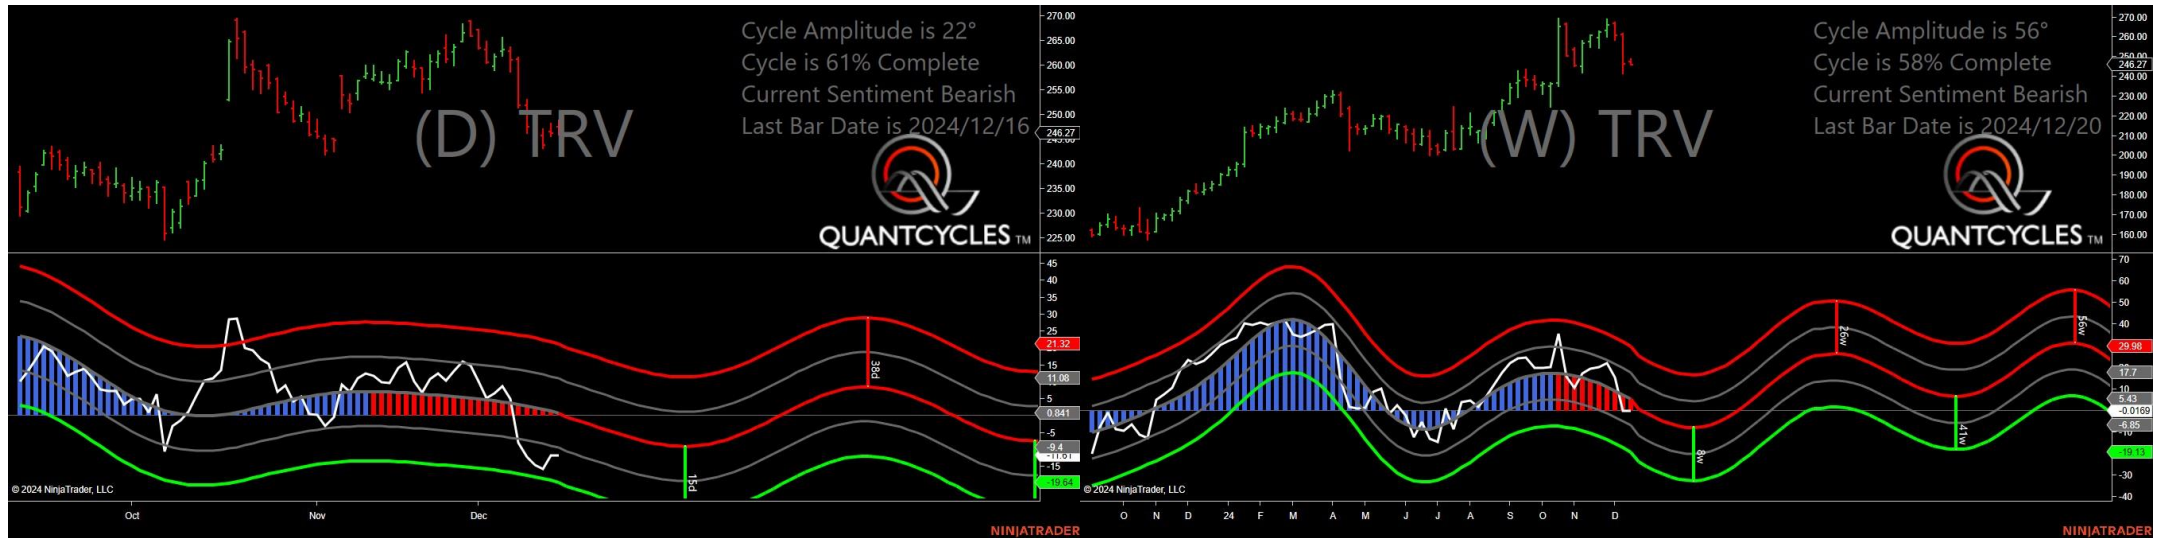 Cycle Amplitude is 22°
Cycle is 61% Complete
Current Sentiment Bearish
Last Bar Date is 2024/12/16
(D) TRV
QUANTCYCLES TM
270.00
265.00
260.00
255.00
250.00
246.27
240.00
235.00
230.00
225.00
45
40
35
30
25
21.32
15
11.08
5
0.841
-5
-9.4
-15
-19.64
38d
15d
© 2024 NinjaTrader, LLC
Oct Nov Dec
NINJATRADER
Cycle Amplitude is 56°
Cycle is 58% Complete
Current Sentiment Bearish
Last Bar Date is 2024/12/20
(W) TRV
QUANTCYCLES TM
270.00
260.00
246.27
240.00
230.00
220.00
210.00
200.00
190.00
180.00
170.00
160.00
70
60
50
40
29.98
17.7
10
5.43
-0.0169
-6.85
-19.13
-30
-40
26w
56w
8w
41w
© 2024 NinjaTrader, LLC
O N D 24 F M A M J J A S O N D
NINJATRADER